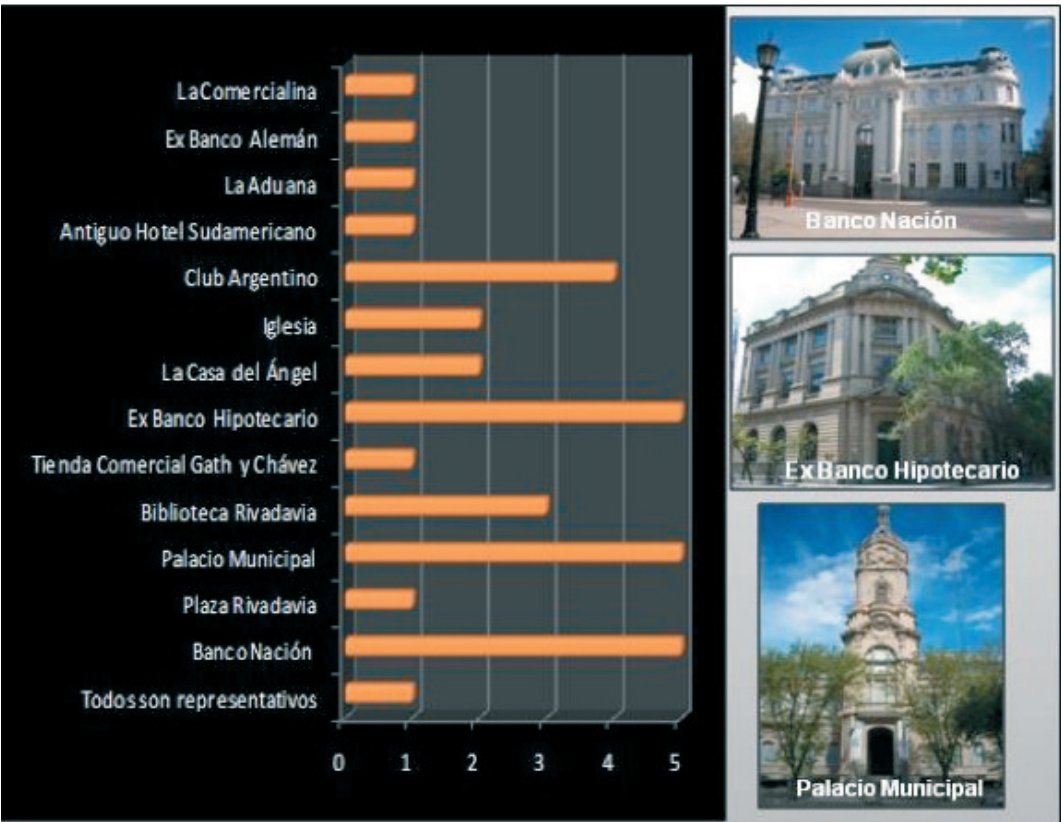 La Comercialina
Ex Banco Alemán
La Aduana
Antiguo Hotel Sudamericano
Club Argentino
Iglesia
La Casa del Ángel
Ex Banco Hipotecario
Tienda Comercial Gath y Chávez
Biblioteca Rivadavia
Palacio Municipal
Plaza Rivadavia
Banco Nación
Todos son representativos
0 1 2 3 4 5
Banco Nación
Ex Banco Hipotecario
Palacio Municipal